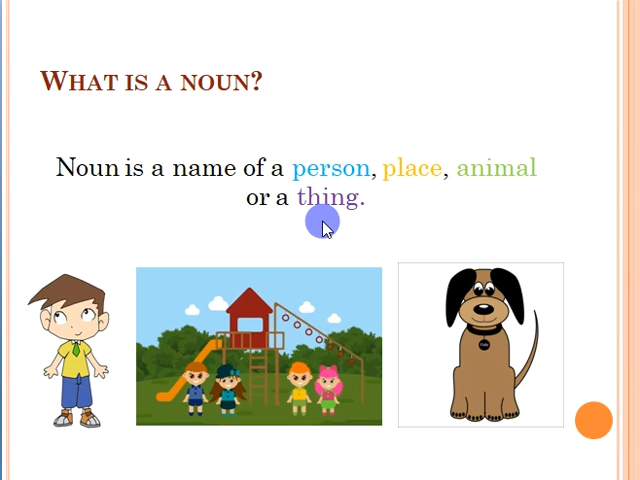 WHAT IS A NOUN?
Noun is a name of a person, place, animal
or a thing.